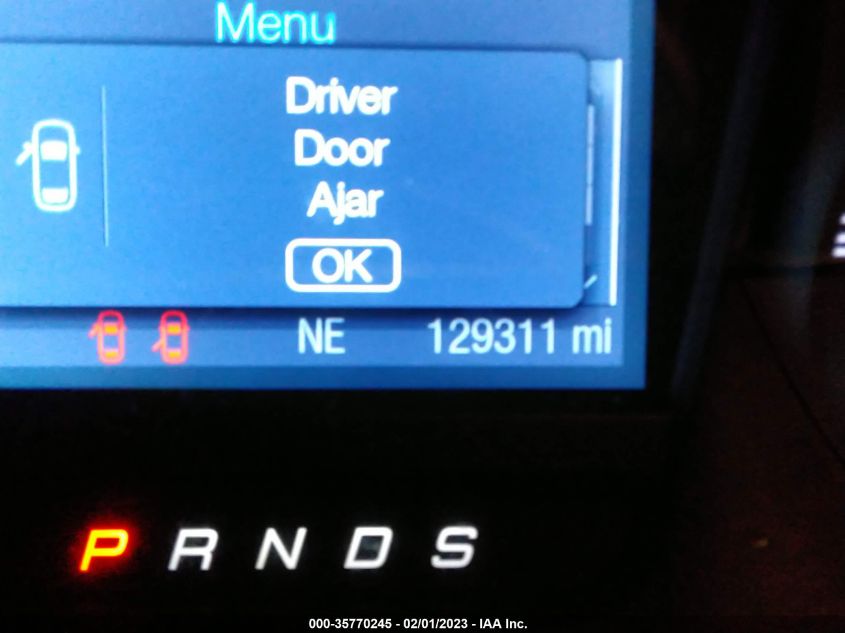 Menu
Driver
Door
Ajar
OK
NE 129311 mi
P R N D S
000-35770245 - 02/01/2023 - IAA Inc.